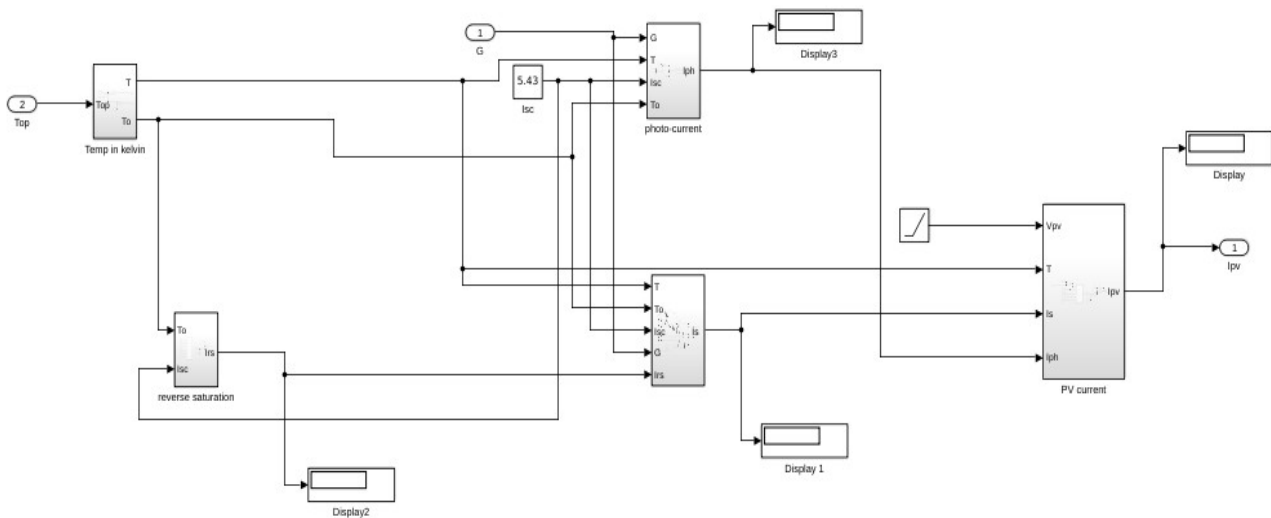 1
G
G
T
Isc
To
Iph
photo-current
Display3
5.43
Isc
2
Top
Top
T
To
Temp in kelvin
Display
Vpv
T
Is
Iph
Ipv
PV current
1
Ipv
T
To
Isc
G
Irs
Is
To
Isc
Irs
reverse saturation
Display 1
Display2